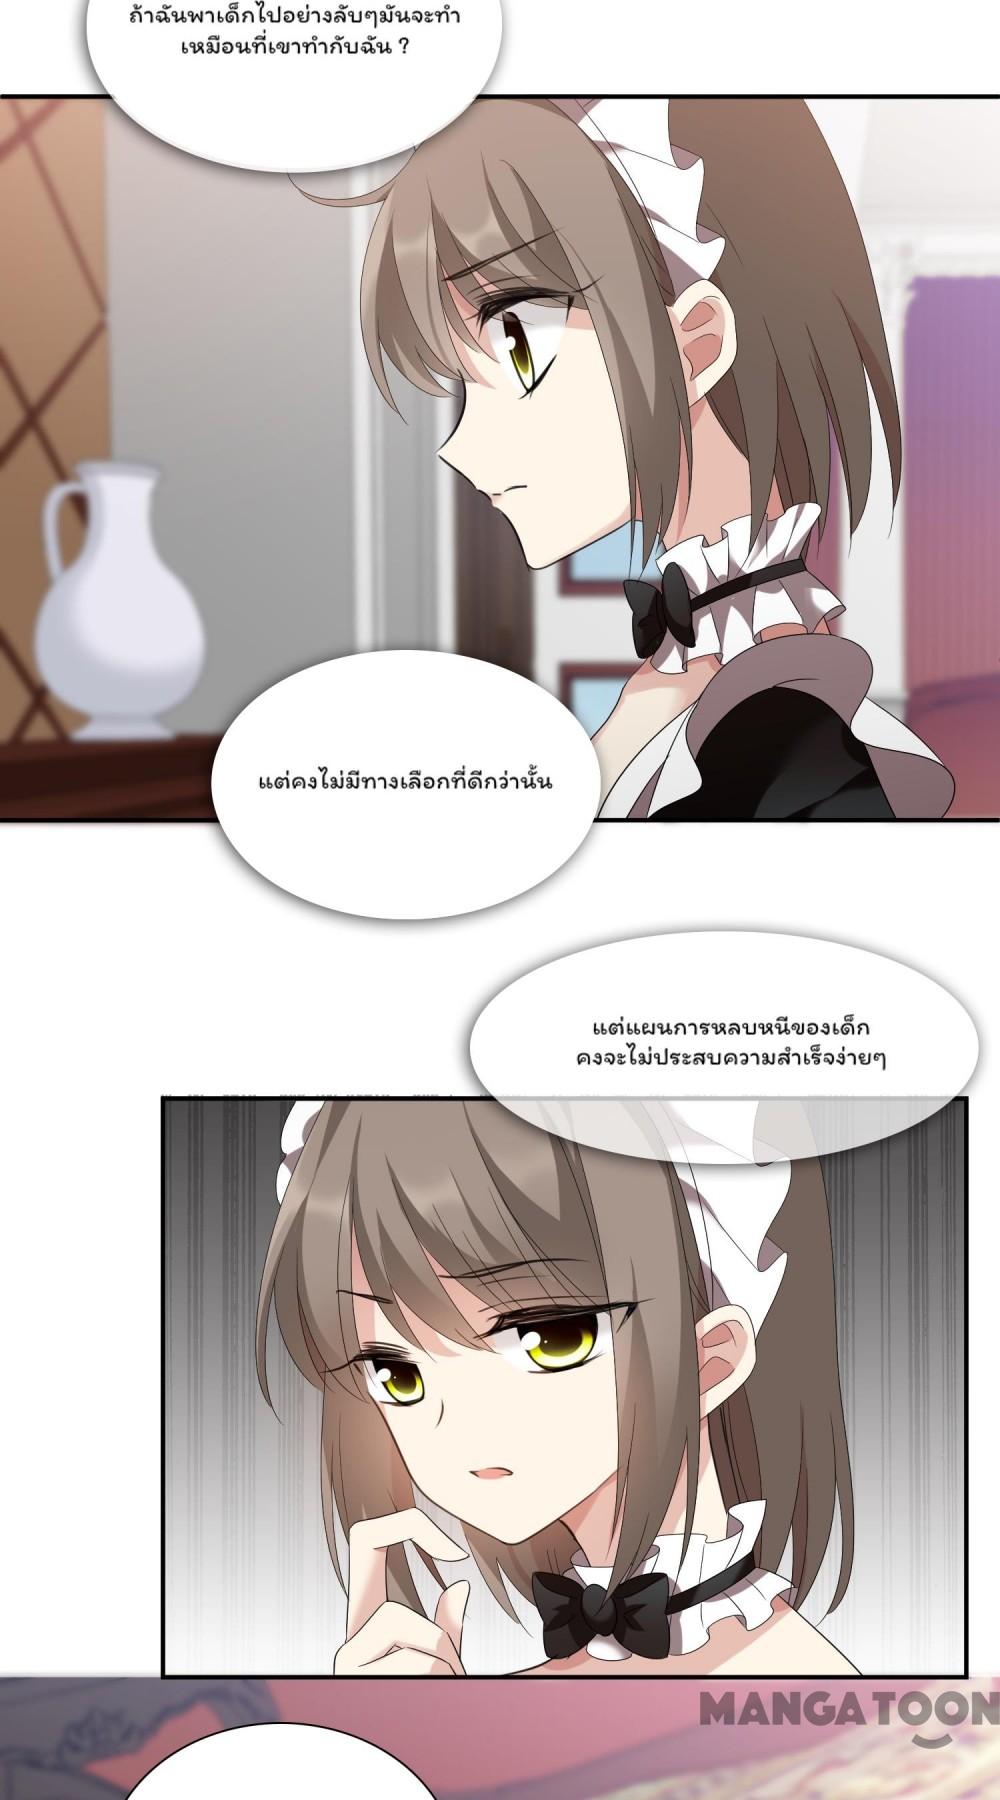 ถ้าฉันพาเด็กไปอย่างลับๆมันจะทำ
เหมือนที่เขาทำกับฉัน ?
แต่คงไม่มีทางเลือกที่ดีกว่านั้น
แต่แผนการหลบหนีของเด็ก
คงจะไม่ประสบความสำเร็จง่ายๆ
MANGATOON